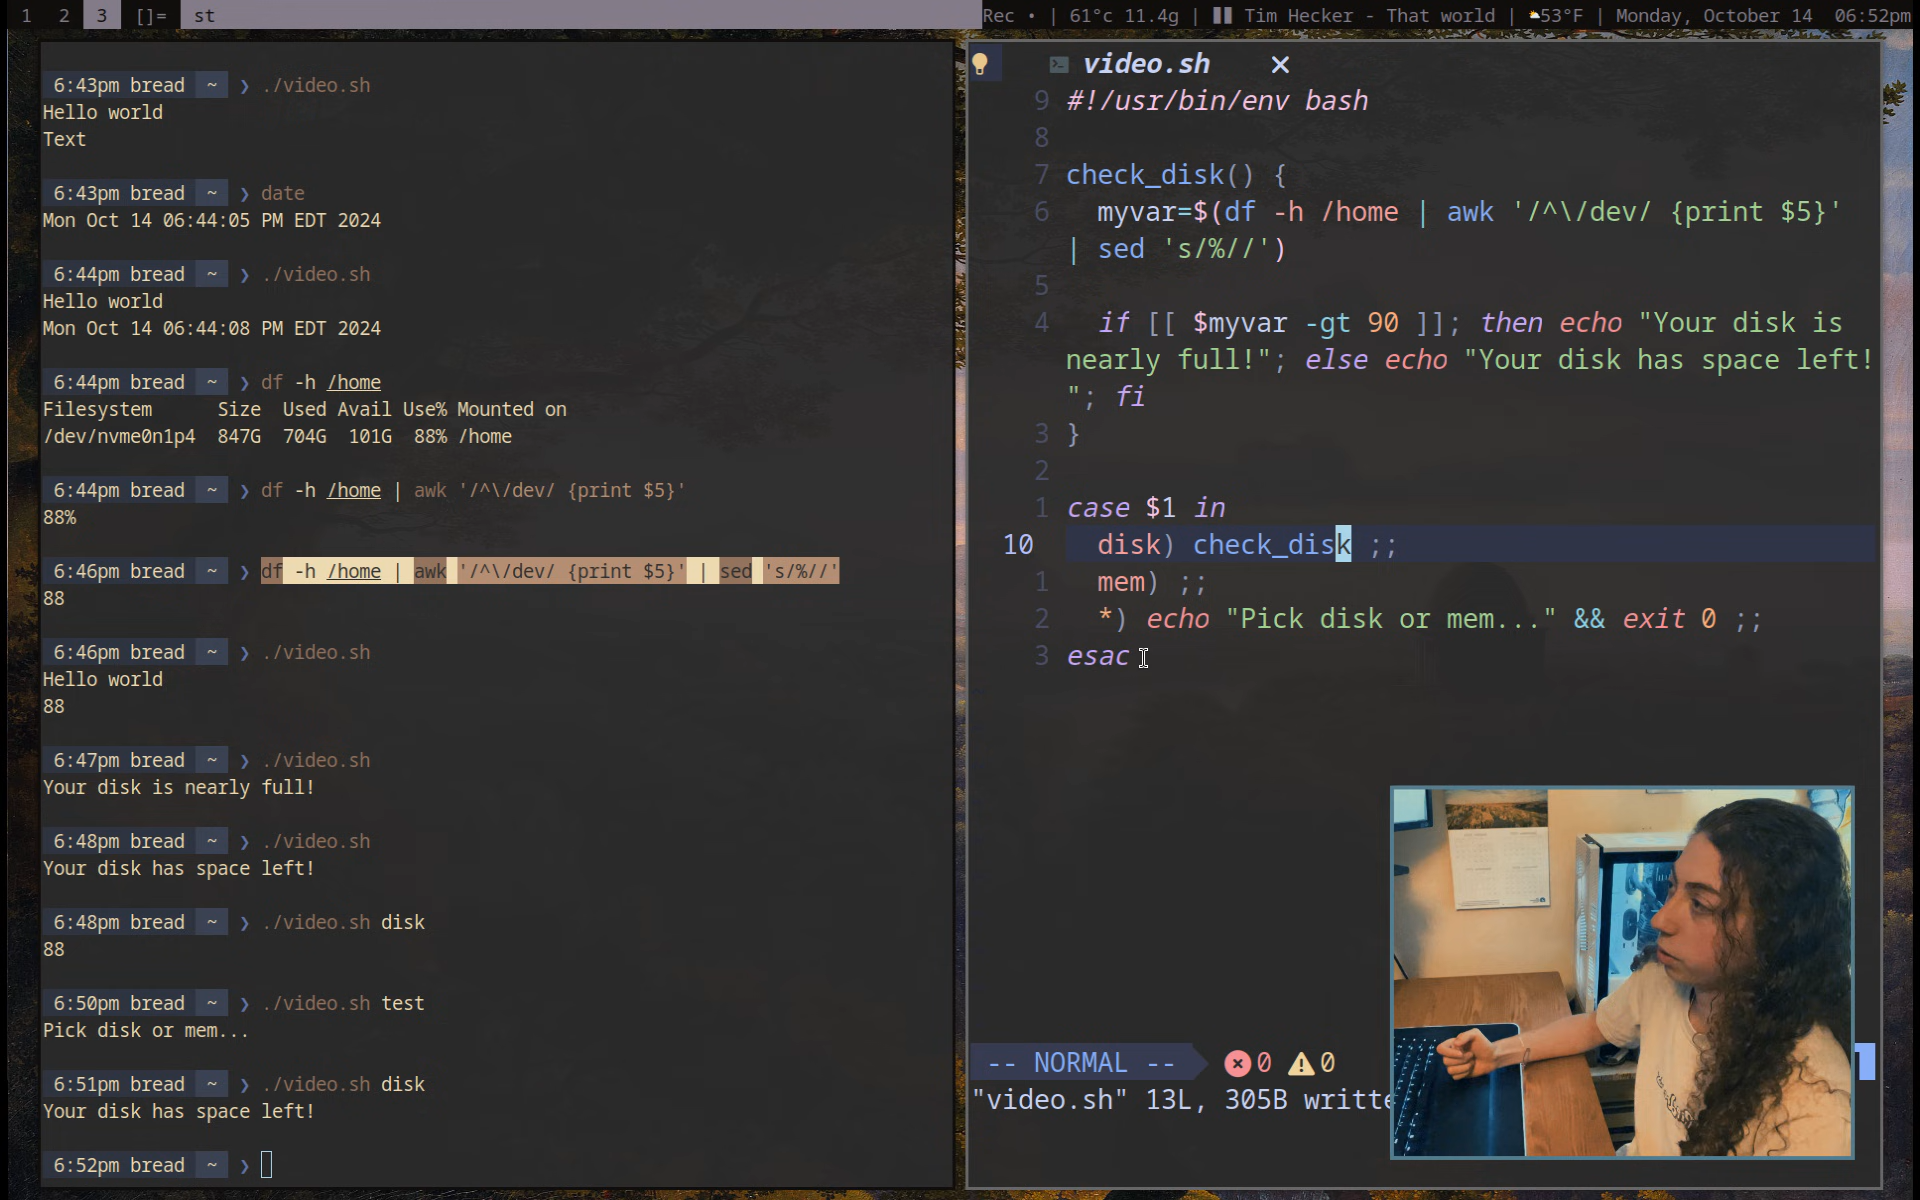 1 2 3 []= st Rec • | 61°c 11.4g | Tim Hecker - That world | 53°F | Monday, October 14 06:52pm
6:43pm bread ~ ❯ ./video.sh
Hello world
Text
6:43pm bread ~ ❯ date
Mon Oct 14 06:44:05 PM EDT 2024
6:44pm bread ~ ❯ ./video.sh
Hello world
Mon Oct 14 06:44:08 PM EDT 2024
6:44pm bread ~ ❯ df -h /home
Filesystem      Size  Used Avail Use% Mounted on
/dev/nvme0n1p4  847G  704G  101G  88% /home
6:44pm bread ~ ❯ df -h /home | awk '/^\/dev/ {print $5}'
88%
6:46pm bread ~ ❯ df -h /home | awk '/^\/dev/ {print $5}' | sed 's/%//'
88
6:46pm bread ~ ❯ ./video.sh
Hello world
88
6:47pm bread ~ ❯ ./video.sh
Your disk is nearly full!
6:48pm bread ~ ❯ ./video.sh
Your disk has space left!
6:48pm bread ~ ❯ ./video.sh disk
88
6:50pm bread ~ ❯ ./video.sh test
Pick disk or mem...
6:51pm bread ~ ❯ ./video.sh disk
Your disk has space left!
6:52pm bread ~ ❯
video.sh ✕
9 #!/usr/bin/env bash
8
7 check_disk() {
6   myvar=$(df -h /home | awk '/^\/dev/ {print $5}'
| sed 's/%//')
5
4   if [[ $myvar -gt 90 ]]; then echo "Your disk is
nearly full!"; else echo "Your disk has space left!
"; fi
3 }
2
1 case $1 in
10   disk) check_disk ;;
1   mem) ;;
2   *) echo "Pick disk or mem..." && exit 0 ;;
3 esac
-- NORMAL -- 0 0
"video.sh" 13L, 305B writte